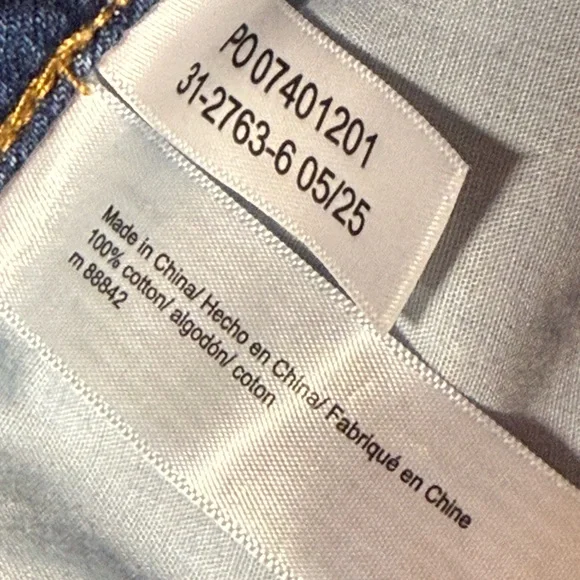 PO 07401201
31-2763-6 05/25
Made in China/ Hecho en China/ Fabriqué en Chine
100% cotton/ algodón/ coton
m 88842